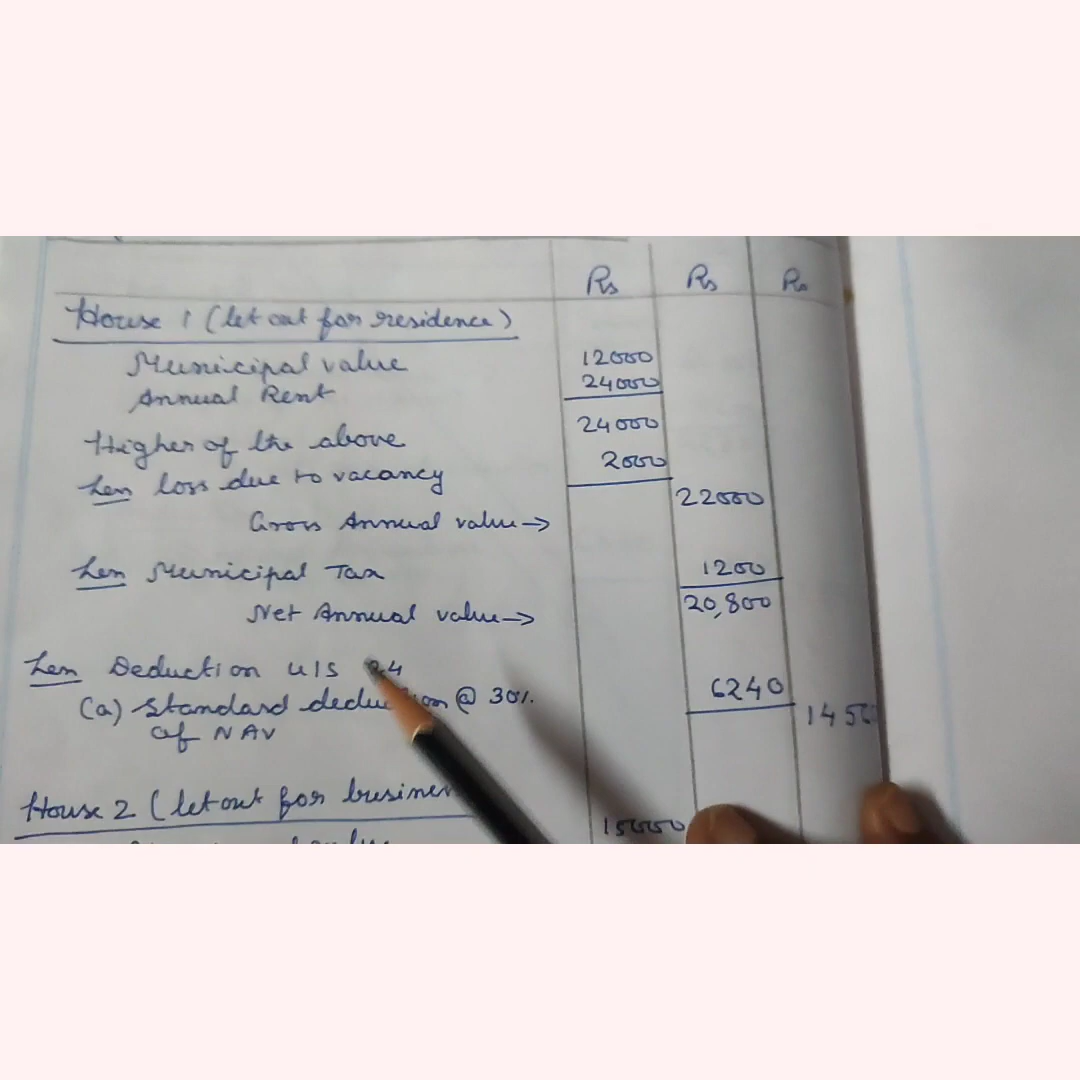 Rs Rs Rs
House 1 (let out for residence)
Municipal value 12000
Annual Rent 24000
Higher of the above 24000
Less loss due to vacancy 2000
Gross Annual value → 22000
Less Municipal Tax 1200
Net Annual value → 20,800
Less Deduction u/s 24
(a) Standard deduction @ 30% 6240
of NAV 1456
House 2 (let out for
15000